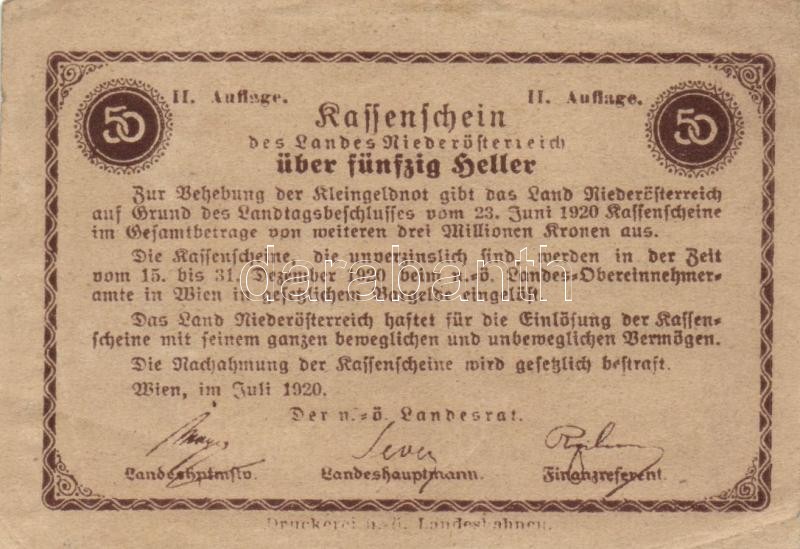 50 II. Auflage. II. Auflage. 50
Kassenschein
des Landes Niederösterreich
über fünfzig Heller
Zur Behebung der Kleingeldnot gibt das Land Niederösterreich
auf Grund des Landtagsbeschlusses vom 23. Juni 1920 Kassenscheine
im Gesamtbetrage von weiteren drei Millionen Kronen aus.
Die Kassenscheine, die unverzinslich sind, werden in der Zeit
vom 15. bis 31. Dezember 1920 beim n.-ö. Landes-Obereinnehmer-
amte in Wien in gesetzlichem Bargelde eingelöst.
darabanth
Das Land Niederösterreich haftet für die Einlösung der Kassen-
scheine mit seinem ganzen beweglichen und unbeweglichen Vermögen.
Die Nachahmung der Kassenscheine wird gesetzlich bestraft.
Wien, im Juli 1920.
Der n.-ö. Landesrat.
Mayer Sever
Landeshptmstv. Landeshauptmann. Finanzreferent.
Druckerei n.-ö. Landesbahnen.